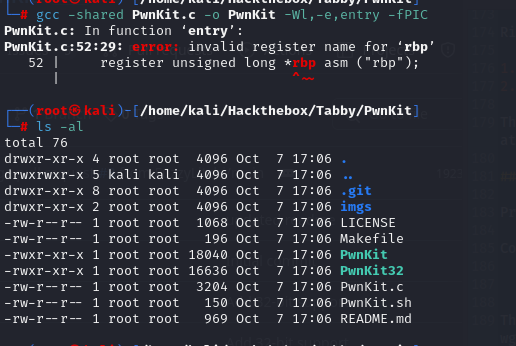 └─# gcc -shared PwnKit.c -o PwnKit -Wl,-e,entry -fPIC
PwnKit.c: In function ‘entry’:
PwnKit.c:52:29: error: invalid register name for ‘rbp’
52 | register unsigned long *rbp asm ("rbp");
| ^~~
┌──(root㉿kali)-[/home/kali/Hackthebox/Tabby/PwnKit]
└─# ls -al
total 76
drwxr-xr-x 4 root root 4096 Oct 7 17:06 .
drwxrwxr-x 5 kali kali 4096 Oct 7 17:06 ..
drwxr-xr-x 8 root root 4096 Oct 7 17:06 .git
drwxr-xr-x 2 root root 4096 Oct 7 17:06 imgs
-rw-r--r-- 1 root root 1068 Oct 7 17:06 LICENSE
-rw-r--r-- 1 root root 196 Oct 7 17:06 Makefile
-rwxr-xr-x 1 root root 18040 Oct 7 17:06 PwnKit
-rwxr-xr-x 1 root root 16636 Oct 7 17:06 PwnKit32
-rw-r--r-- 1 root root 3204 Oct 7 17:06 PwnKit.c
-rw-r--r-- 1 root root 150 Oct 7 17:06 PwnKit.sh
-rw-r--r-- 1 root root 969 Oct 7 17:06 README.md